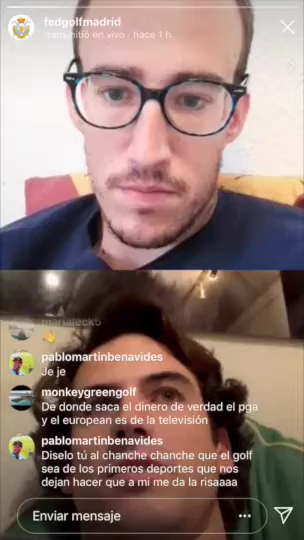 fedgolfmadrid
transmitió en vivo · hace 1 h
mariateckb
pablomartinbenavides
Je je
monkeygreengolf
De donde saca el dinero de verdad el pga
y el european es de la televisión
pablomartinbenavides
Diselo tú al chanche chanche que el golf
sea de los primeros deportes que nos
dejan hacer que a mi me da la risaaaa
Enviar mensaje